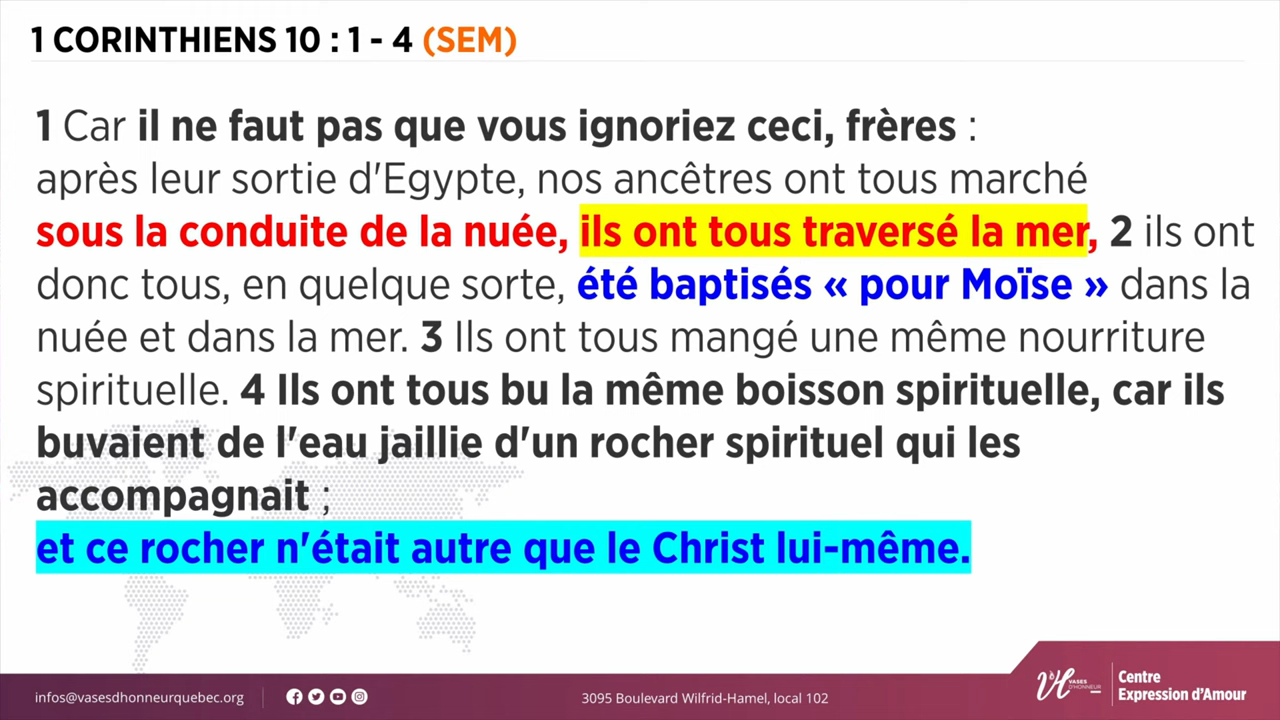 1 CORINTHIENS 10 : 1 - 4 (SEM)
1 Car il ne faut pas que vous ignoriez ceci, frères :
après leur sortie d'Egypte, nos ancêtres ont tous marché
sous la conduite de la nuée, ils ont tous traversé la mer, 2 ils ont
donc tous, en quelque sorte, été baptisés « pour Moïse » dans la
nuée et dans la mer. 3 Ils ont tous mangé une même nourriture
spirituelle. 4 Ils ont tous bu la même boisson spirituelle, car ils
buvaient de l'eau jaillie d'un rocher spirituel qui les
accompagnait ;
et ce rocher n'était autre que le Christ lui-même.
infos@vasesdhonneurquebec.org
3095 Boulevard Wilfrid-Hamel, local 102
VH VASES D'HONNEUR
Centre
Expression d'Amour